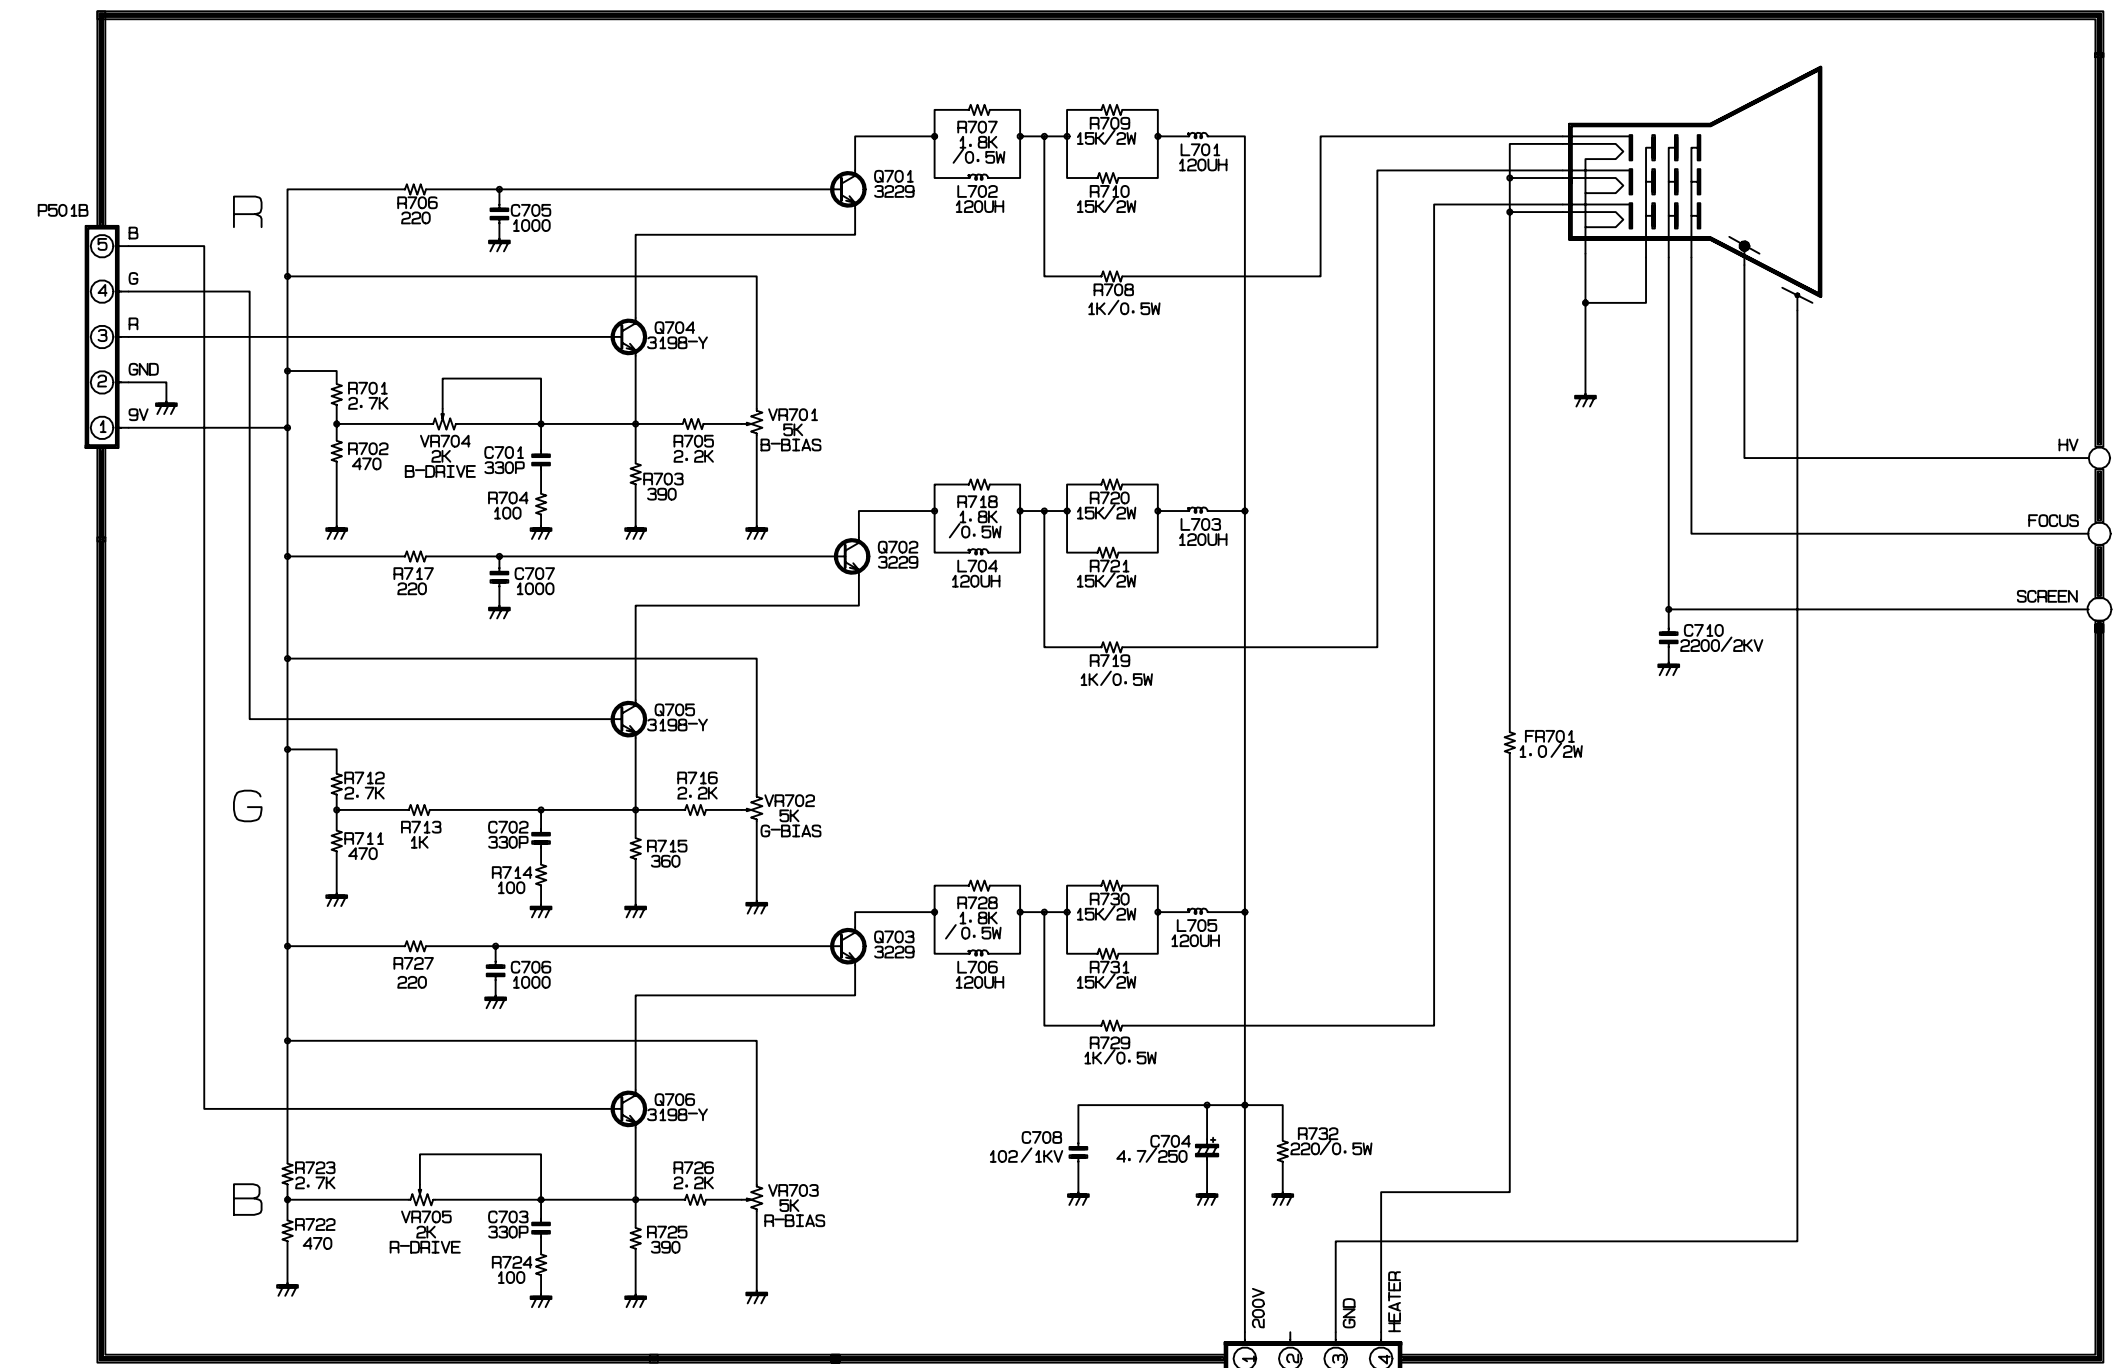 P501B
5
B
4
G
3
R
2
GND
1
9V
R
R706
220
C705
1000
Q701
3229
R707
1.8K
/0.5W
L702
120UH
R709
15K/2W
R710
15K/2W
L701
120UH
R708
1K/0.5W
Q704
3198-Y
R701
2.7K
R702
470
VR704
2K
B-DRIVE
C701
330P
R704
100
R703
390
R705
2.2K
VR701
5K
B-BIAS
R717
220
C707
1000
Q702
3229
R718
1.8K
/0.5W
L704
120UH
R720
15K/2W
R721
15K/2W
L703
120UH
R719
1K/0.5W
HV
FOCUS
SCREEN
C710
2200/2KV
FR701
1.0/2W
G
Q705
3198-Y
R712
2.7K
R711
470
R713
1K
C702
330P
R714
100
R715
360
R716
2.2K
VR702
5K
G-BIAS
R727
220
C706
1000
Q703
3229
R728
1.8K
/0.5W
L706
120UH
R730
15K/2W
R731
15K/2W
L705
120UH
R729
1K/0.5W
B
Q706
3198-Y
R723
2.7K
R722
470
VR705
2K
R-DRIVE
C703
330P
R724
100
R725
390
R726
2.2K
VR703
5K
R-BIAS
C708
102/1KV
C704
4.7/250
+
R732
220/0.5W
200V
GND
HEATER
1
2
3
4